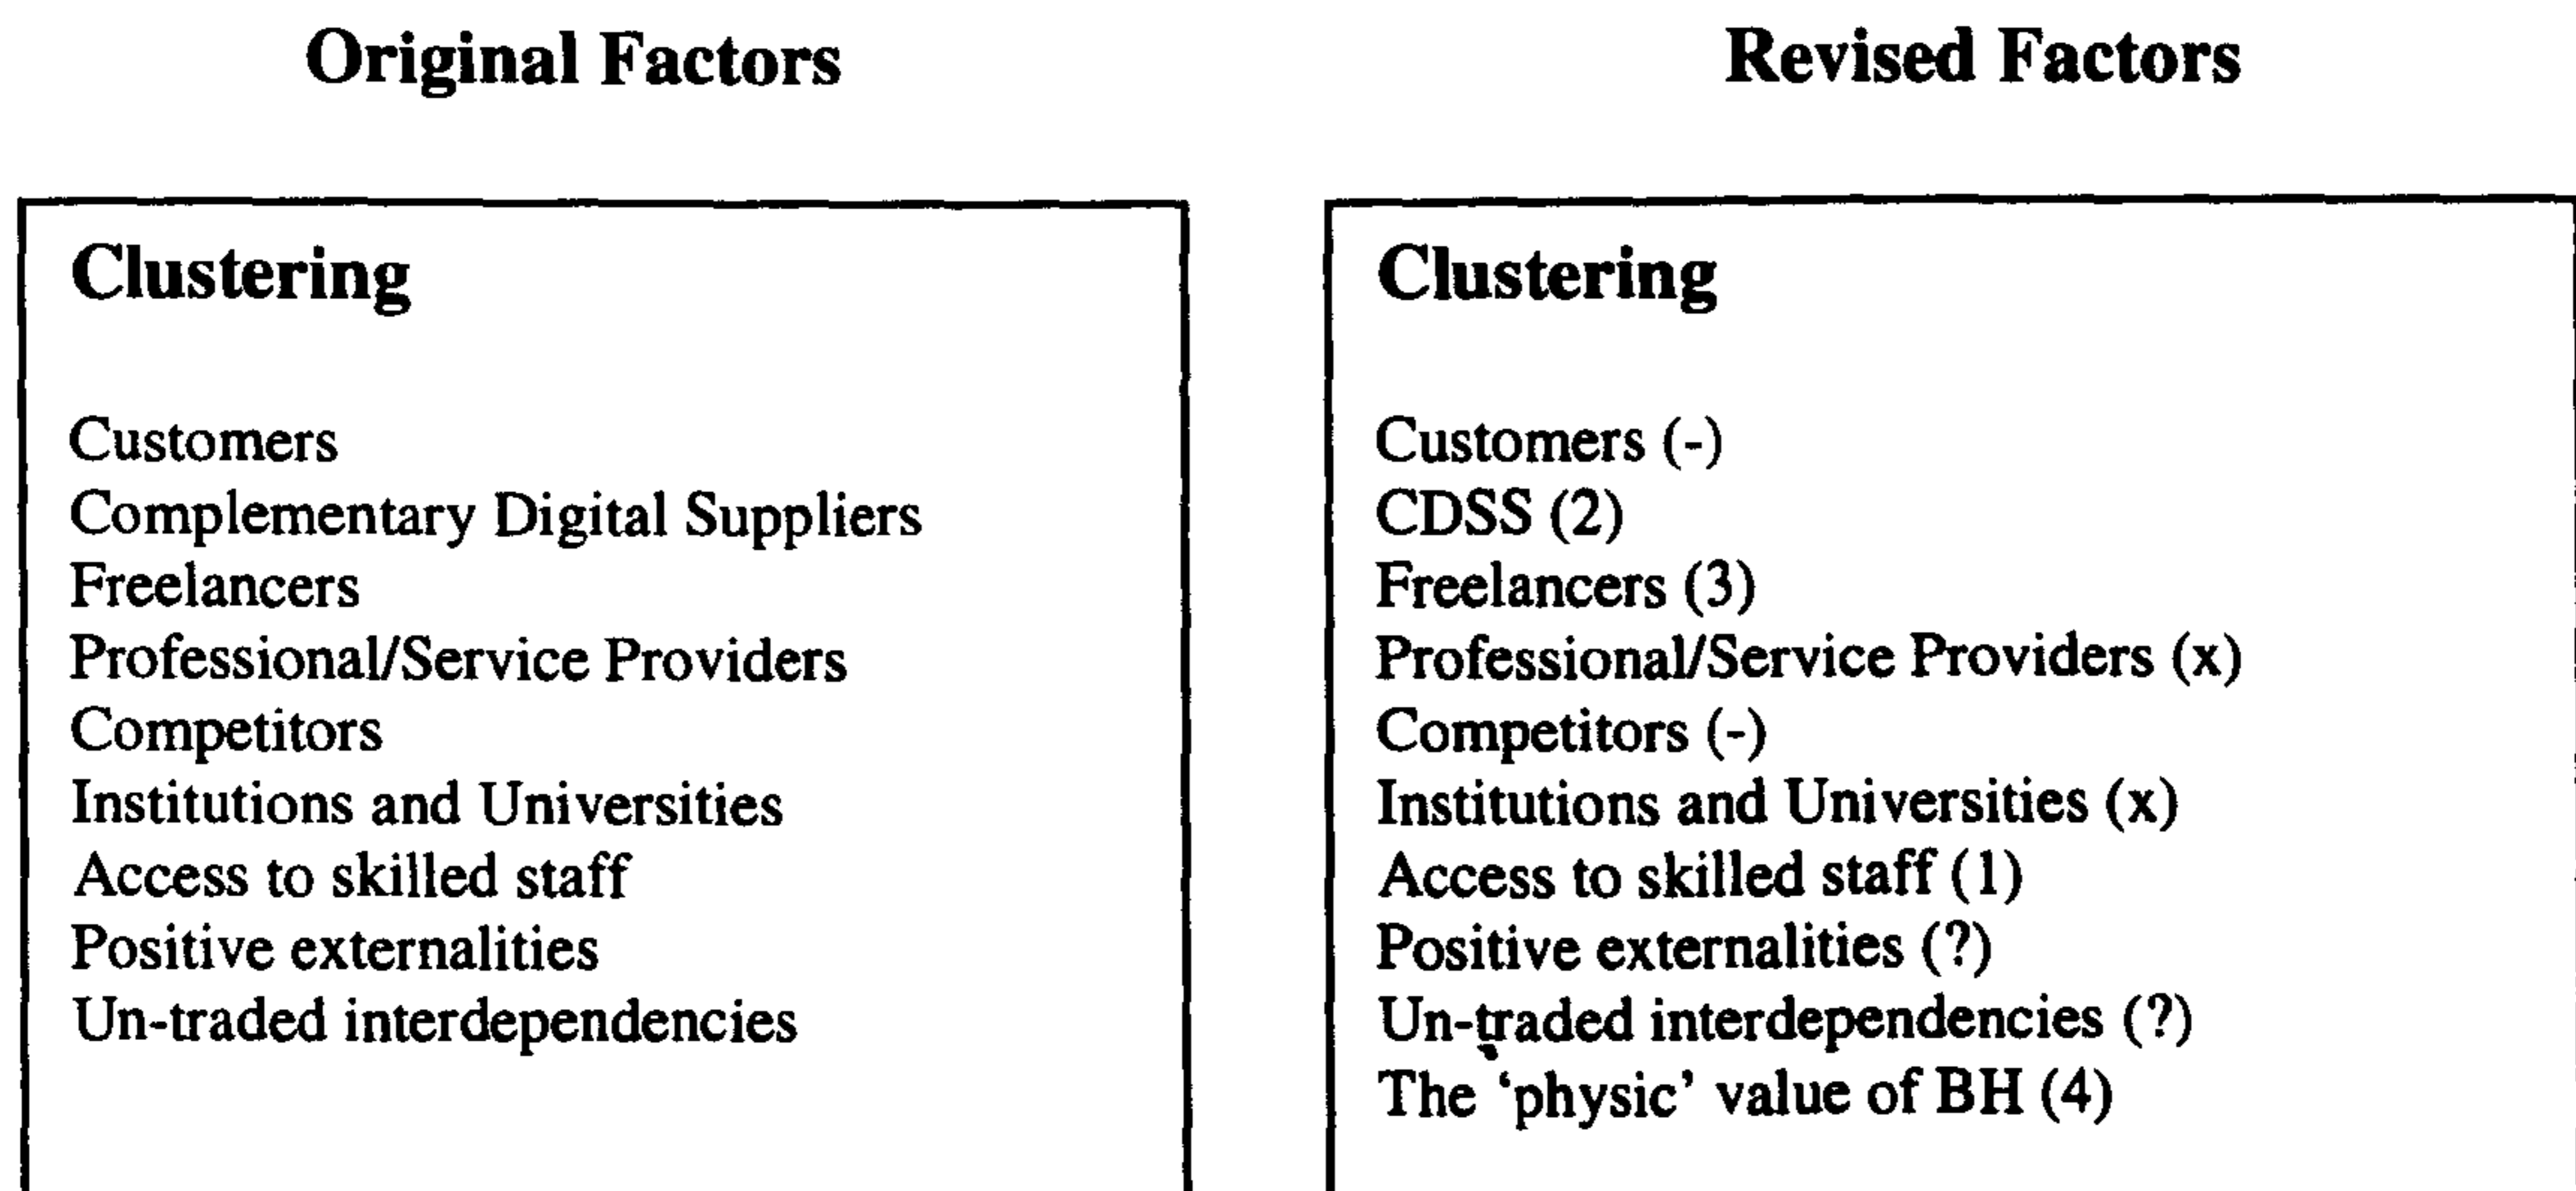 Original Factors
Revised Factors
Clustering
Customers
Complementary Digital Suppliers
Freelancers
Professional/Service Providers
Competitors
Institutions and Universities
Access to skilled staff
Positive externalities
Un-traded interdependencies
Clustering
Customers (-)
CDSS (2)
Freelancers (3)
Professional/Service Providers (x)
Competitors (-)
Institutions and Universities (x)
Access to skilled staff (1)
Positive externalities (?)
Un-traded interdependencies (?)
The ‘physic’ value of BH (4)